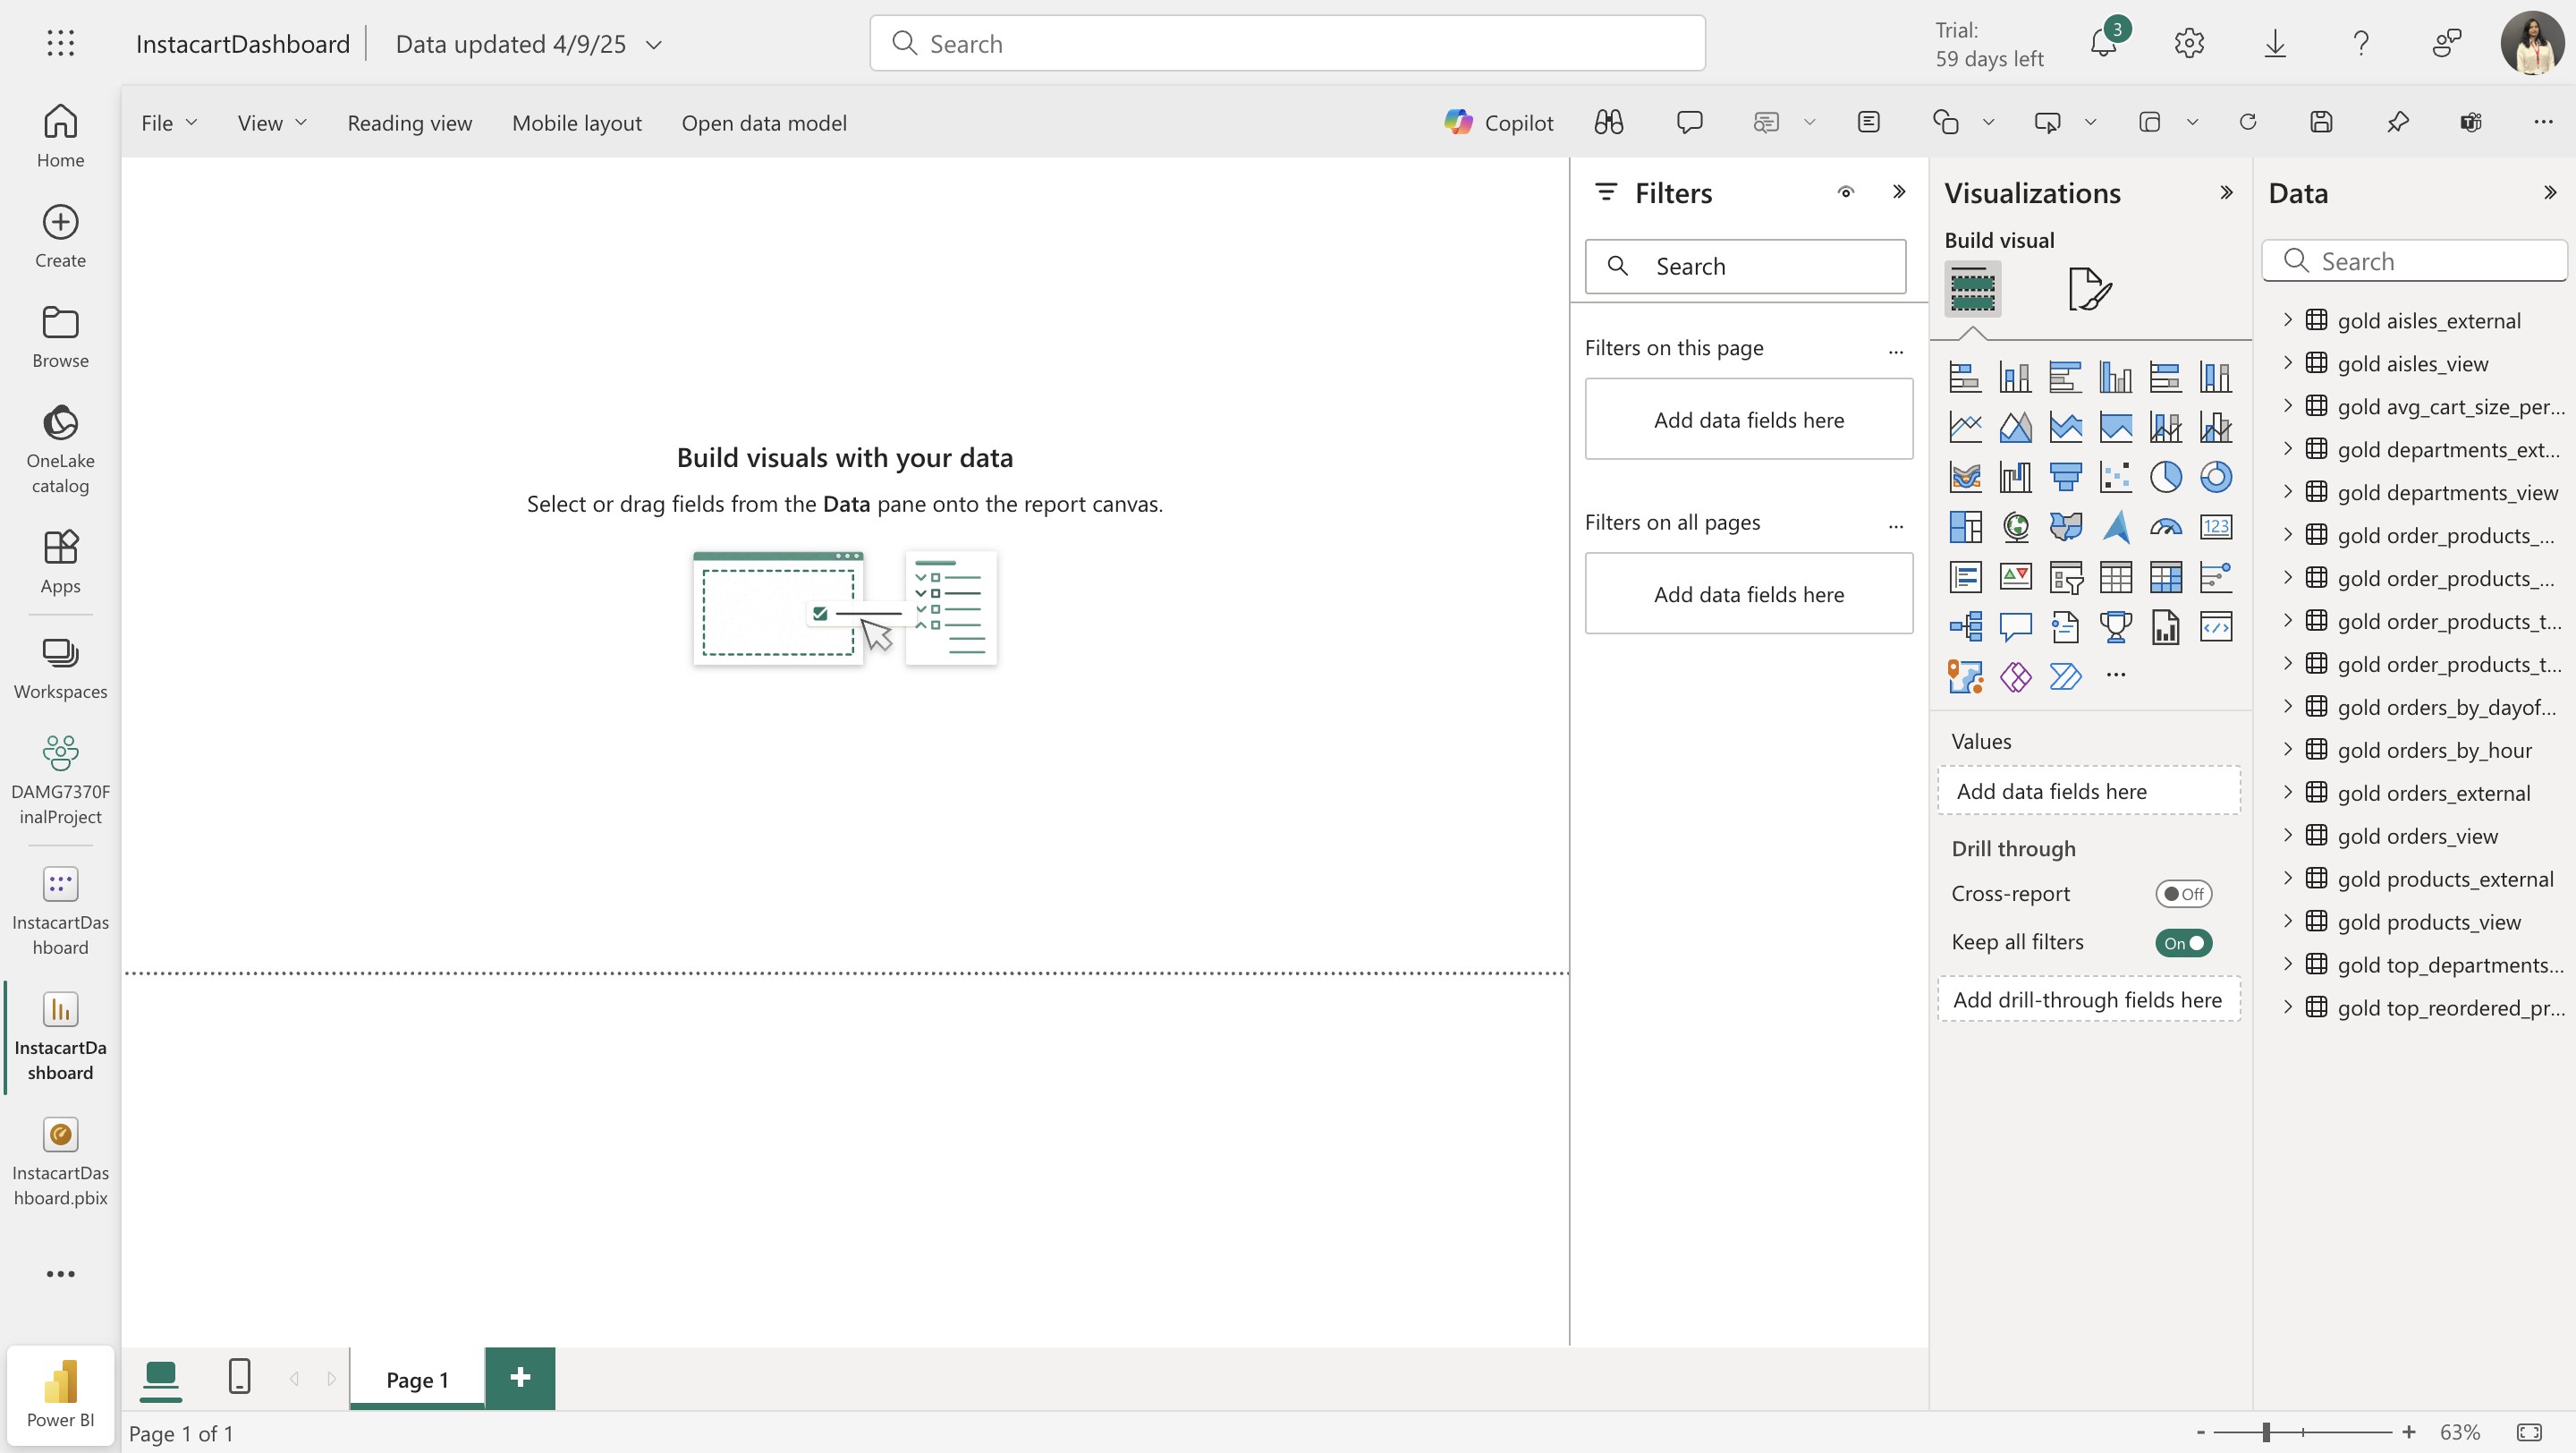 InstacartDashboard
Data updated 4/9/25
Search
Trial:
59 days left
3
File
View
Reading view
Mobile layout
Open data model
Copilot
Home
Create
Browse
OneLake
catalog
Apps
Workspaces
DAMG7370F
inalProject
InstacartDas
hboard
InstacartDa
shboard
InstacartDas
hboard.pbix
Power BI
Build visuals with your data
Select or drag fields from the Data pane onto the report canvas.
Filters
Search
Filters on this page
Add data fields here
Filters on all pages
Add data fields here
Visualizations
Build visual
123
Values
Add data fields here
Drill through
Cross-report
Off
Keep all filters
On
Add drill-through fields here
Data
Search
gold aisles_external
gold aisles_view
gold avg_cart_size_per...
gold departments_ext...
gold departments_view
gold order_products_...
gold order_products_...
gold order_products_t...
gold order_products_t...
gold orders_by_dayof...
gold orders_by_hour
gold orders_external
gold orders_view
gold products_external
gold products_view
gold top_departments...
gold top_reordered_pr...
Page 1
Page 1 of 1
63%